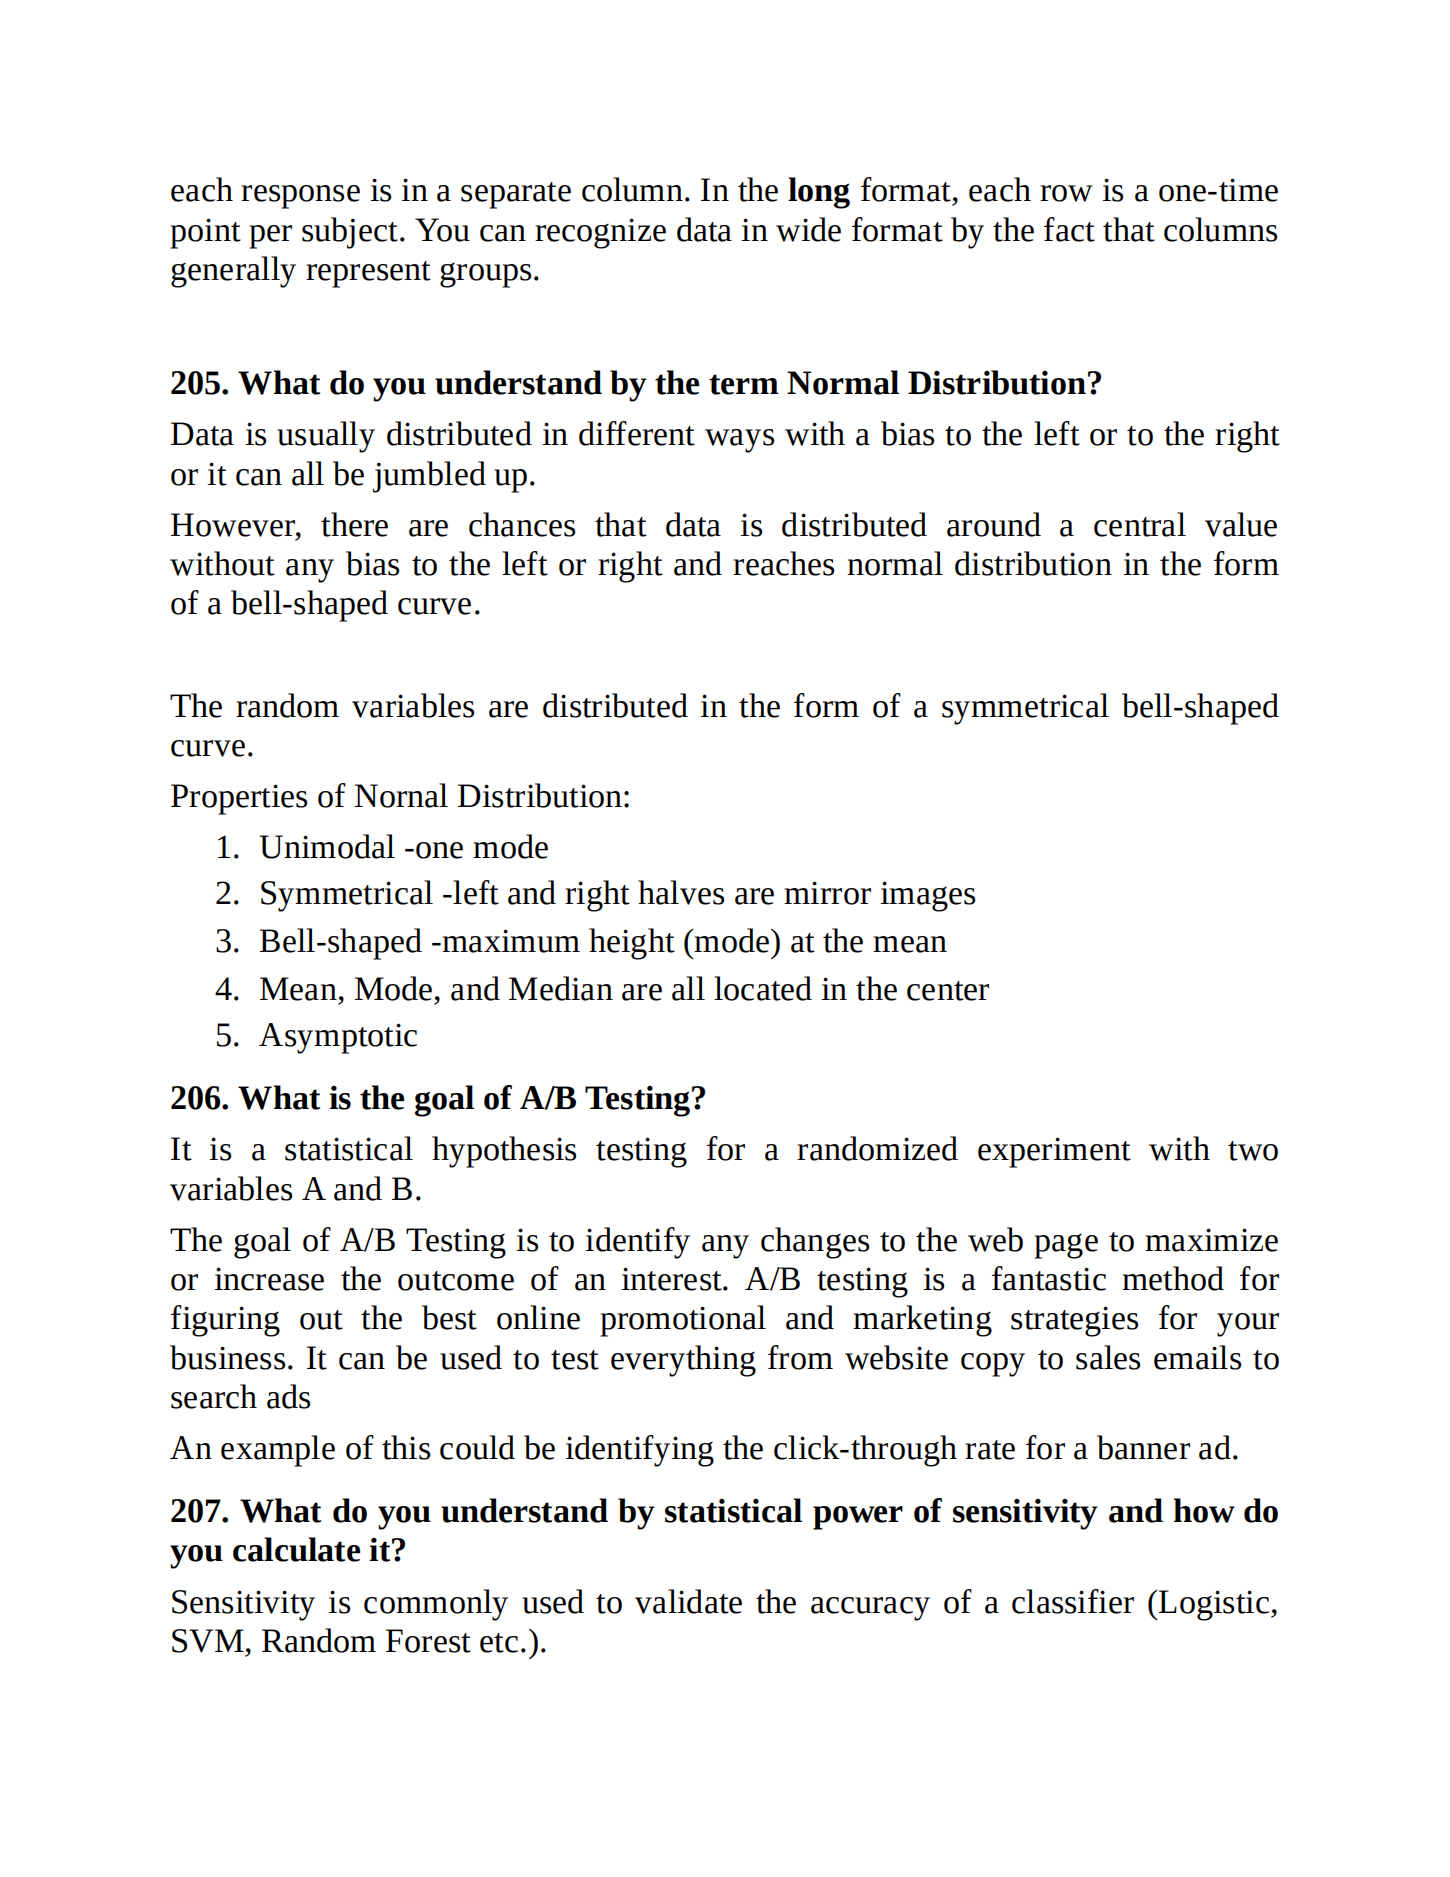 each response is in a separate column. In the long format, each row is a one-time
point per subject. You can recognize data in wide format by the fact that columns
generally represent groups.
205. What do you understand by the term Normal Distribution?
Data is usually distributed in different ways with a bias to the left or to the right
or it can all be jumbled up.
However, there are chances that data is distributed around a central value
without any bias to the left or right and reaches normal distribution in the form
of a bell-shaped curve.
The random variables are distributed in the form of a symmetrical bell-shaped
curve.
Properties of Nornal Distribution:
1. Unimodal -one mode
2. Symmetrical -left and right halves are mirror images
3. Bell-shaped -maximum height (mode) at the mean
4. Mean, Mode, and Median are all located in the center
5. Asymptotic
206. What is the goal of A/B Testing?
It is a statistical hypothesis testing for a randomized experiment with two
variables A and B.
The goal of A/B Testing is to identify any changes to the web page to maximize
or increase the outcome of an interest. A/B testing is a fantastic method for
figuring out the best online promotional and marketing strategies for your
business. It can be used to test everything from website copy to sales emails to
search ads
An example of this could be identifying the click-through rate for a banner ad.
207. What do you understand by statistical power of sensitivity and how do
you calculate it?
Sensitivity is commonly used to validate the accuracy of a classifier (Logistic,
SVM, Random Forest etc.).